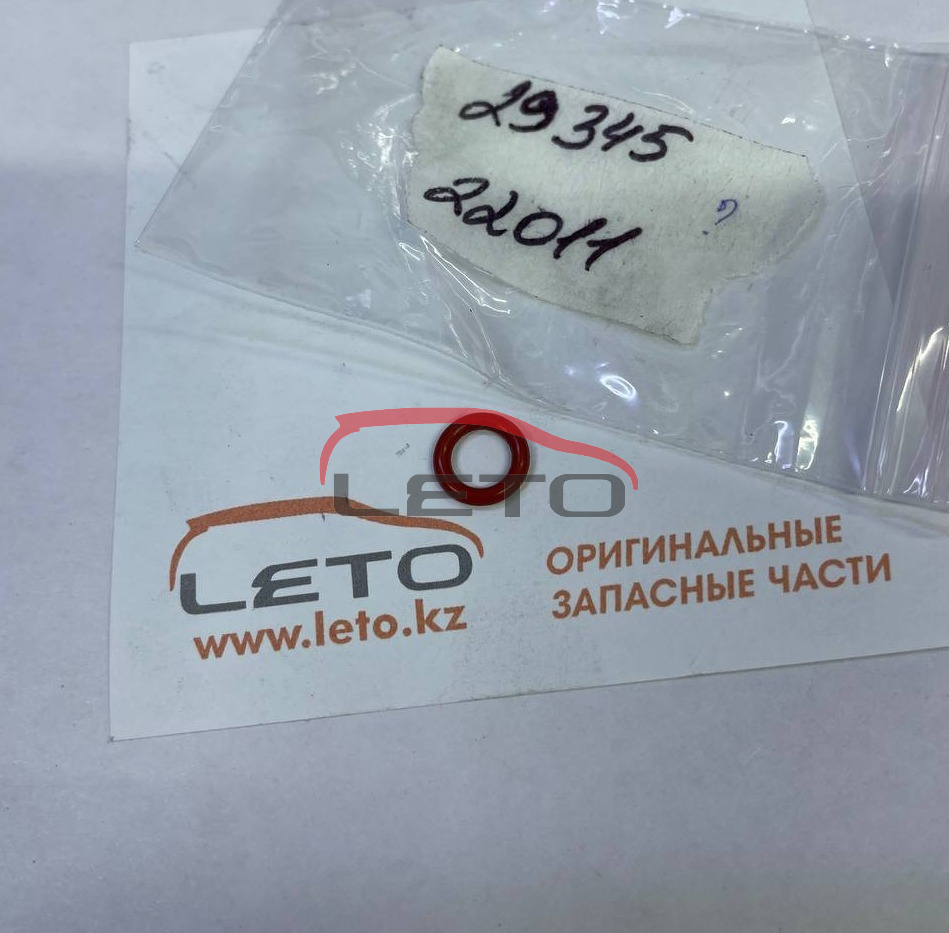 29345
22011
?
LETO
LETO
www.leto.kz
ОРИГИНАЛЬНЫЕ
ЗАПАСНЫЕ ЧАСТИ